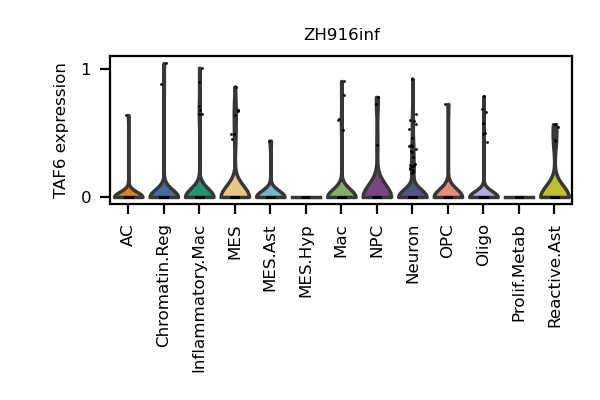 ZH916inf
TAF6 expression
1
0
AC
Chromatin.Reg
Inflammatory.Mac
MES
MES.Ast
MES.Hyp
Mac
NPC
Neuron
OPC
Oligo
Prolif.Metab
Reactive.Ast